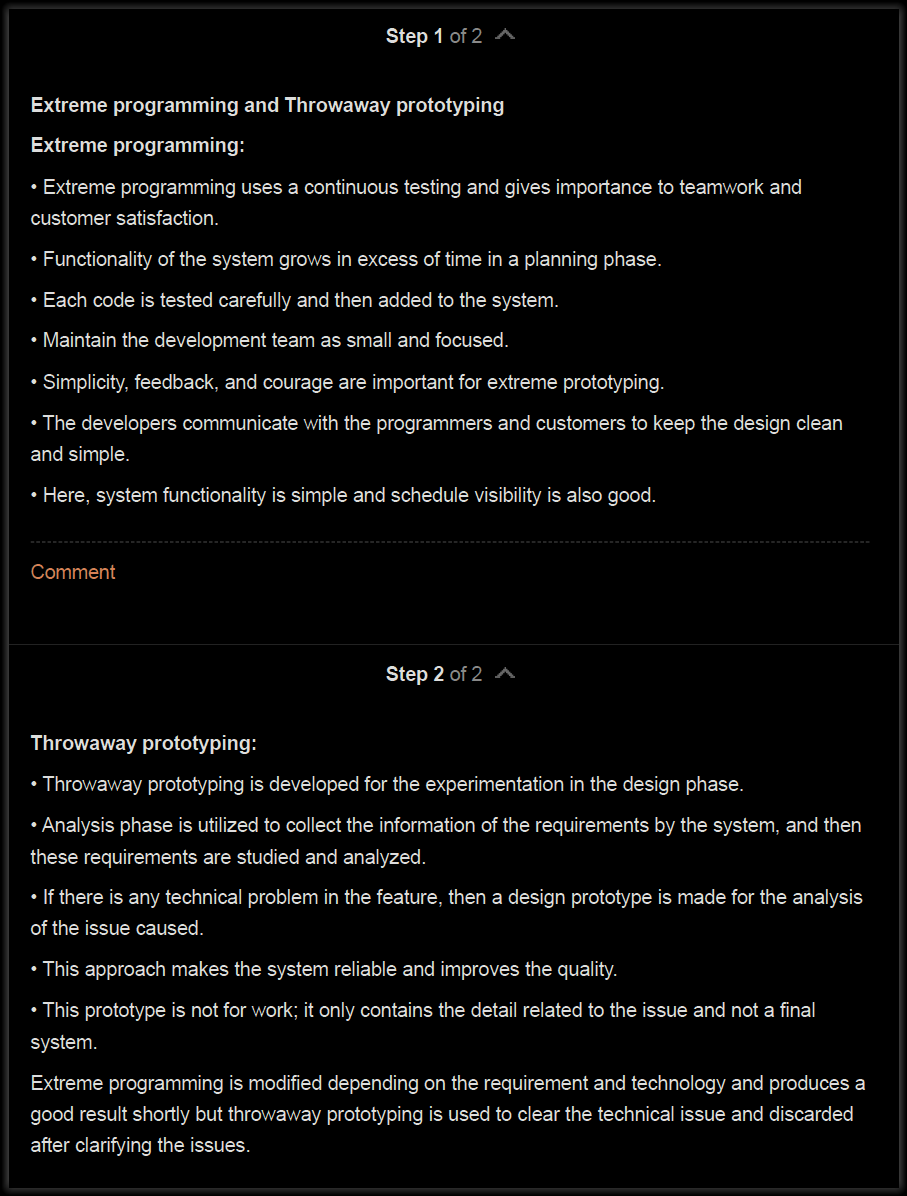 Step 1 of 2
Extreme programming and Throwaway prototyping
Extreme programming:
• Extreme programming uses a continuous testing and gives importance to teamwork and
customer satisfaction.
• Functionality of the system grows in excess of time in a planning phase.
• Each code is tested carefully and then added to the system.
• Maintain the development team as small and focused.
• Simplicity, feedback, and courage are important for extreme prototyping.
• The developers communicate with the programmers and customers to keep the design clean
and simple.
• Here, system functionality is simple and schedule visibility is also good.
Comment
Step 2 of 2
Throwaway prototyping:
• Throwaway prototyping is developed for the experimentation in the design phase.
• Analysis phase is utilized to collect the information of the requirements by the system, and then
these requirements are studied and analyzed.
• If there is any technical problem in the feature, then a design prototype is made for the analysis
of the issue caused.
• This approach makes the system reliable and improves the quality.
• This prototype is not for work; it only contains the detail related to the issue and not a final
system.
Extreme programming is modified depending on the requirement and technology and produces a
good result shortly but throwaway prototyping is used to clear the technical issue and discarded
after clarifying the issues.